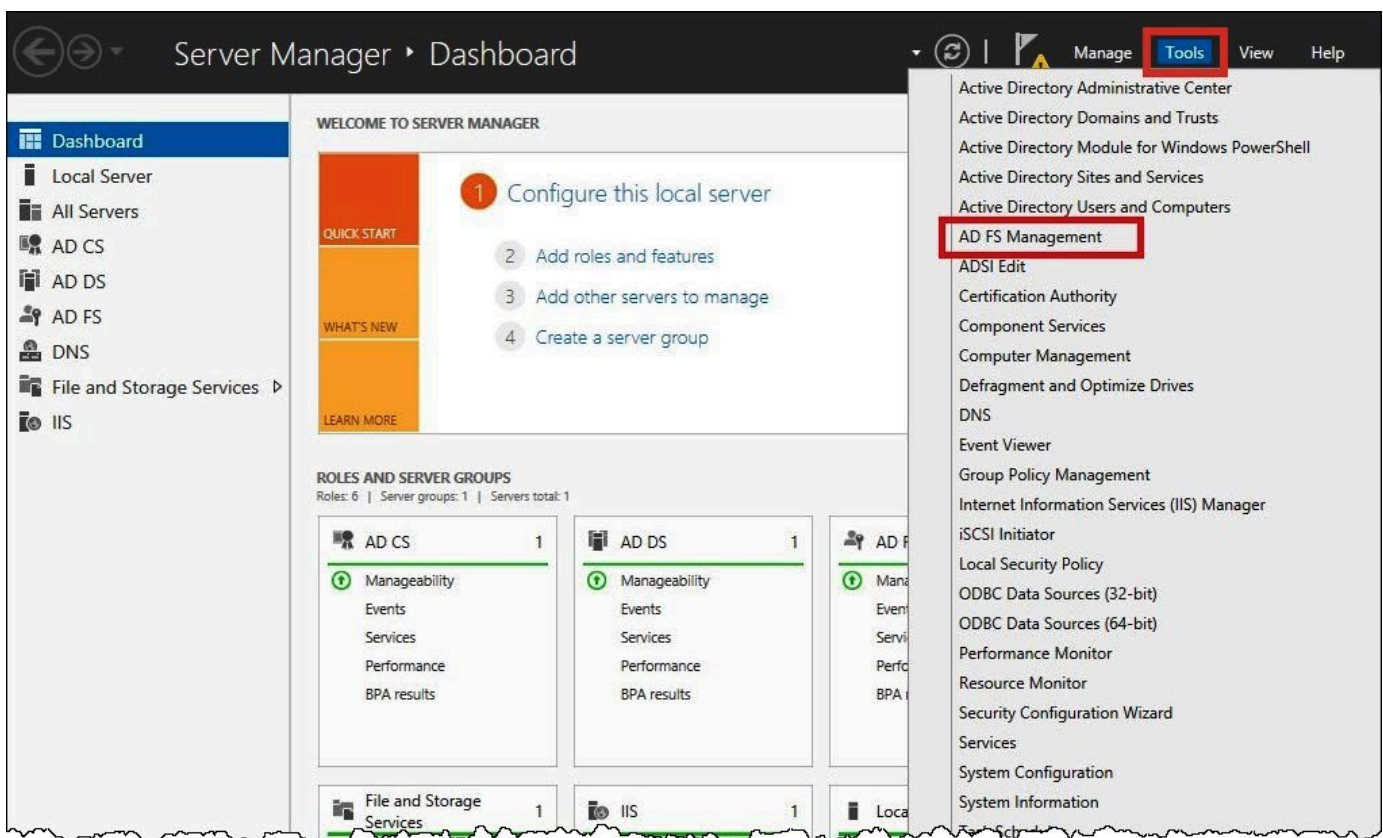 Server Manager ‣ Dashboard
Manage Tools View Help
Dashboard
Local Server
All Servers
AD CS
AD DS
AD FS
DNS
File and Storage Services
IIS
WELCOME TO SERVER MANAGER
QUICK START
WHAT'S NEW
LEARN MORE
1 Configure this local server
2 Add roles and features
3 Add other servers to manage
4 Create a server group
ROLES AND SERVER GROUPS
Roles: 6 | Server groups: 1 | Servers total: 1
AD CS 1
Manageability
Events
Services
Performance
BPA results
AD DS 1
Manageability
Events
Services
Performance
BPA results
AD
BPA
File and Storage
Services 1
IIS 1
Active Directory Administrative Center
Active Directory Domains and Trusts
Active Directory Module for Windows PowerShell
Active Directory Sites and Services
Active Directory Users and Computers
AD FS Management
ADSI Edit
Certification Authority
Component Services
Computer Management
Defragment and Optimize Drives
DNS
Event Viewer
Group Policy Management
Internet Information Services (IIS) Manager
iSCSI Initiator
Local Security Policy
ODBC Data Sources (32-bit)
ODBC Data Sources (64-bit)
Performance Monitor
Resource Monitor
Security Configuration Wizard
Services
System Configuration
System Information